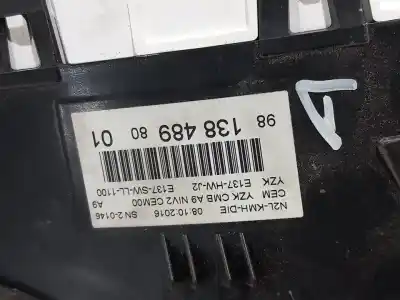 98 138 489 80 01
N2L-KMH-DIE 08.10.2016 SN 2-0146
CEM YZK CMB A9 NIV2 CEM00 A9
YZK E137-HW-J2 E137-SW-LL-1100